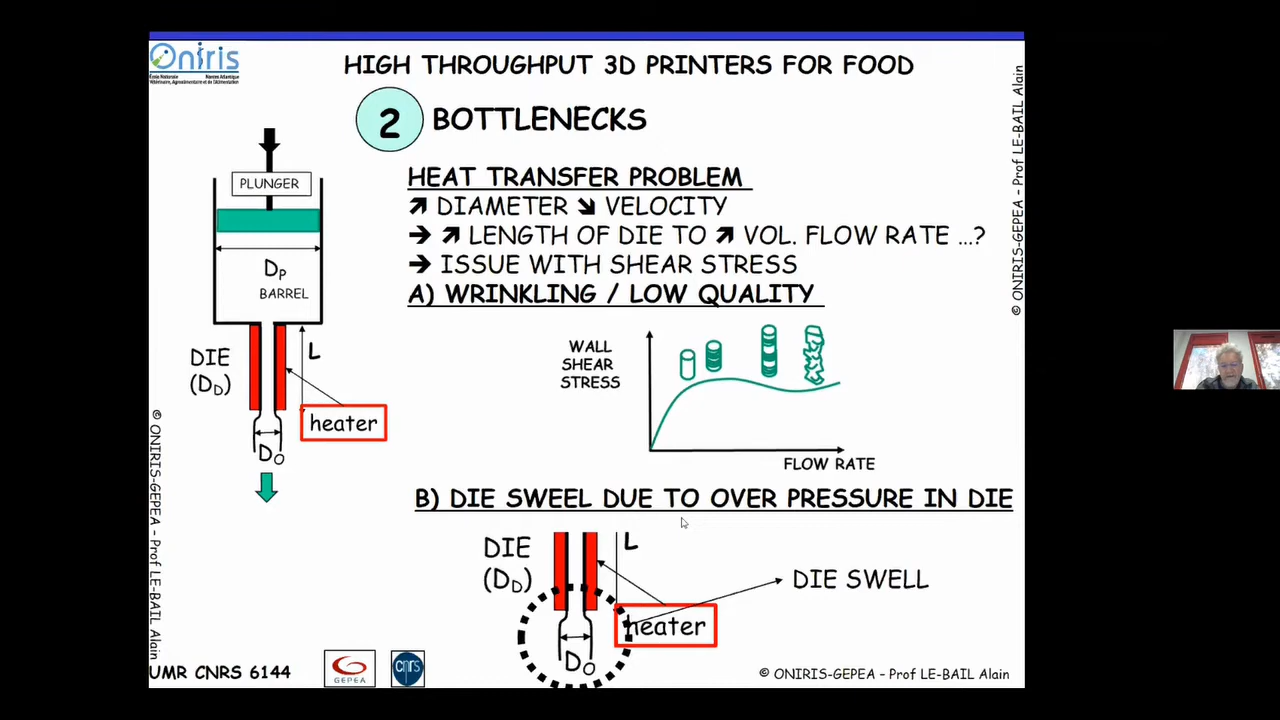 Oniris
HIGH THROUGHPUT 3D PRINTERS FOR FOOD
2 BOTTLENECKS
HEAT TRANSFER PROBLEM
↗ DIAMETER ↘ VELOCITY
→ ↗ LENGTH OF DIE TO ↗ VOL. FLOW RATE ...?
→ ISSUE WITH SHEAR STRESS
A) WRINKLING / LOW QUALITY
PLUNGER
DP
BARREL
DIE
(DD)
L
heater
DO
WALL
SHEAR
STRESS
FLOW RATE
B) DIE SWEEL DUE TO OVER PRESSURE IN DIE
DIE
(DD)
L
DIE SWELL
heater
DO
© ONIRIS-GEPEA - Prof LE-BAIL Alain
© ONIRIS-GEPEA - Prof LE-BAIL Alain
UMR CNRS 6144
GEPEA
cnrs
© ONIRIS-GEPEA - Prof LE-BAIL Alain